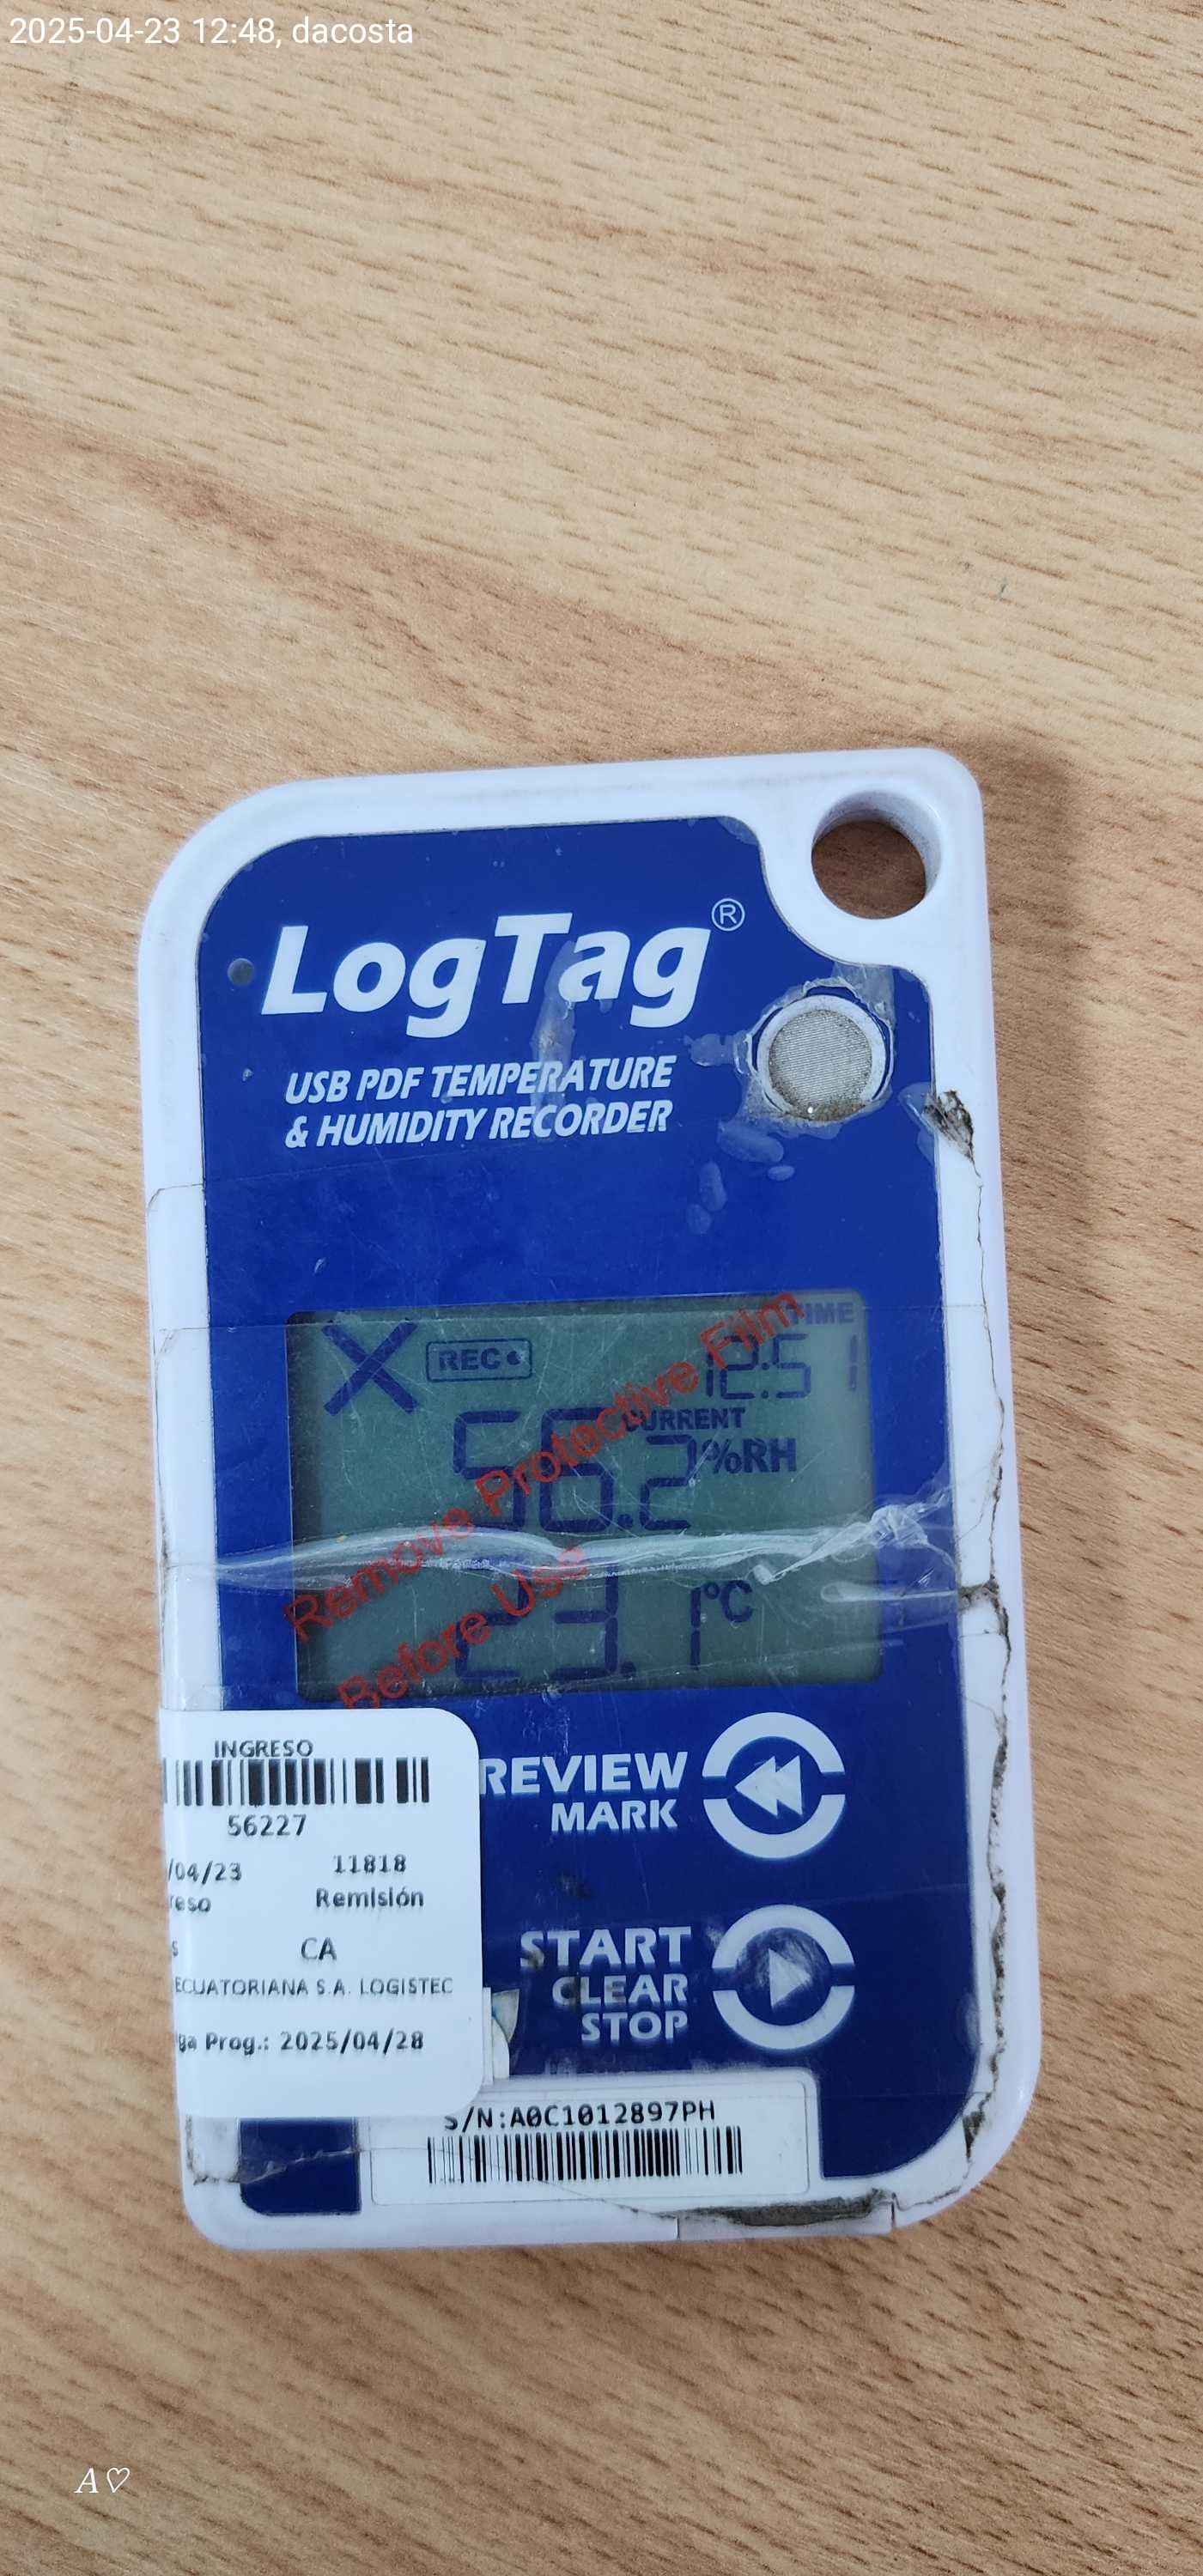 2025-04-23 12:48, dacosta
LogTag®
USB PDF TEMPERATURE
& HUMIDITY RECORDER
TIME
REC
12:51
CURRENT
56.2 %RH
23.1 °C
Remove Protective Film
Before Use
INGRESO
56227
/04/23 11818
reso Remisión
s CA
ECUATORIANA S.A. LOGISTEC
ga Prog.: 2025/04/28
REVIEW
MARK
START
CLEAR
STOP
S/N:A0C1012897PH
A♡